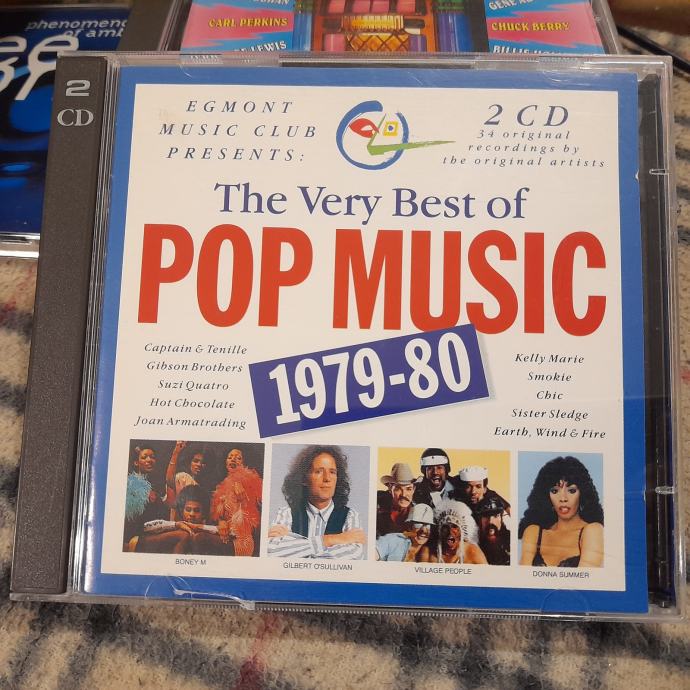 phenomen
of amb
CARL PERKINS
LEWIS
CHUCK BERRY
2
CD
EGMONT
MUSIC CLUB
PRESENTS:
2 CD
34 original
recordings by
the original artists
The Very Best of
POP MUSIC
1979-80
Captain & Tenille
Gibson Brothers
Suzi Quatro
Hot Chocolate
Joan Armatrading
Kelly Marie
Smokie
Chic
Sister Sledge
Earth, Wind & Fire
BONEY M
GILBERT O'SULLIVAN
VILLAGE PEOPLE
DONNA SUMMER